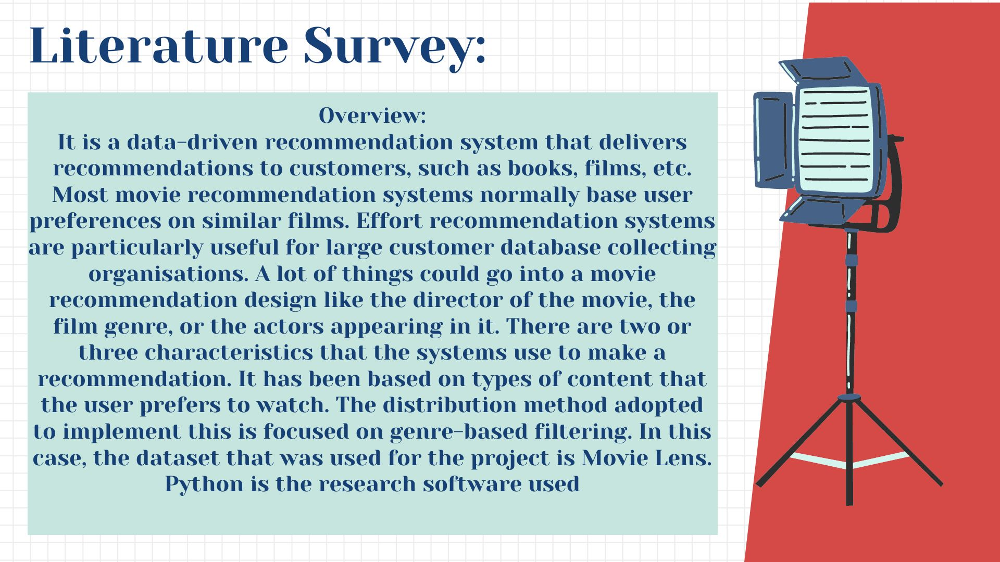 Literature Survey:
Overview:
It is a data-driven recommendation system that delivers
recommendations to customers, such as books, films, etc.
Most movie recommendation systems normally base user
preferences on similar films. Effort recommendation systems
are particularly useful for large customer database collecting
organisations. A lot of things could go into a movie
recommendation design like the director of the movie, the
film genre, or the actors appearing in it. There are two or
three characteristics that the systems use to make a
recommendation. It has been based on types of content that
the user prefers to watch. The distribution method adopted
to implement this is focused on genre-based filtering. In this
case, the dataset that was used for the project is Movie Lens.
Python is the research software used